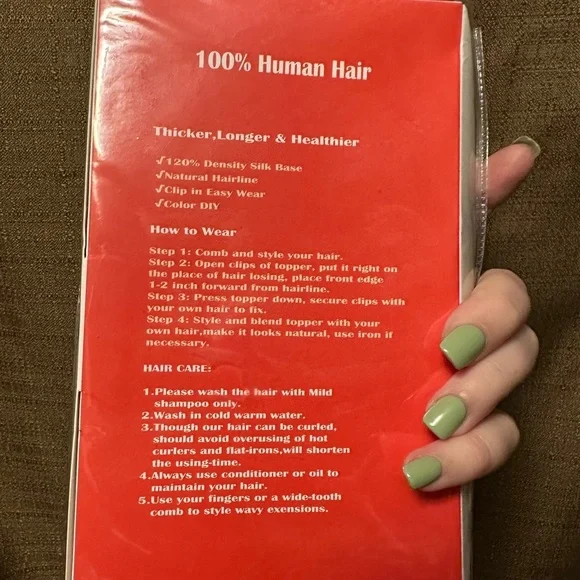 100% Human Hair
Thicker,Longer & Healthier
√120% Density Silk Base
√Natural Hairline
√Clip in Easy Wear
√Color DIY
How to Wear
Step 1: Comb and style your hair.
Step 2: Open clips of topper, put it right on
the place of hair losing, place front edge
1-2 inch forward from hairline.
Step 3: Press topper down, secure clips with
your own hair to fix.
Step 4: Style and blend topper with your
own hair,make it looks natural, use iron if
necessary.
HAIR CARE:
1.Please wash the hair with Mild
shampoo only.
2.Wash in cold warm water.
3.Though our hair can be curled,
should avoid overusing of hot
curlers and flat-irons,will shorten
the using-time.
4.Always use conditioner or oil to
maintain your hair.
5.Use your fingers or a wide-tooth
comb to style wavy exensions.